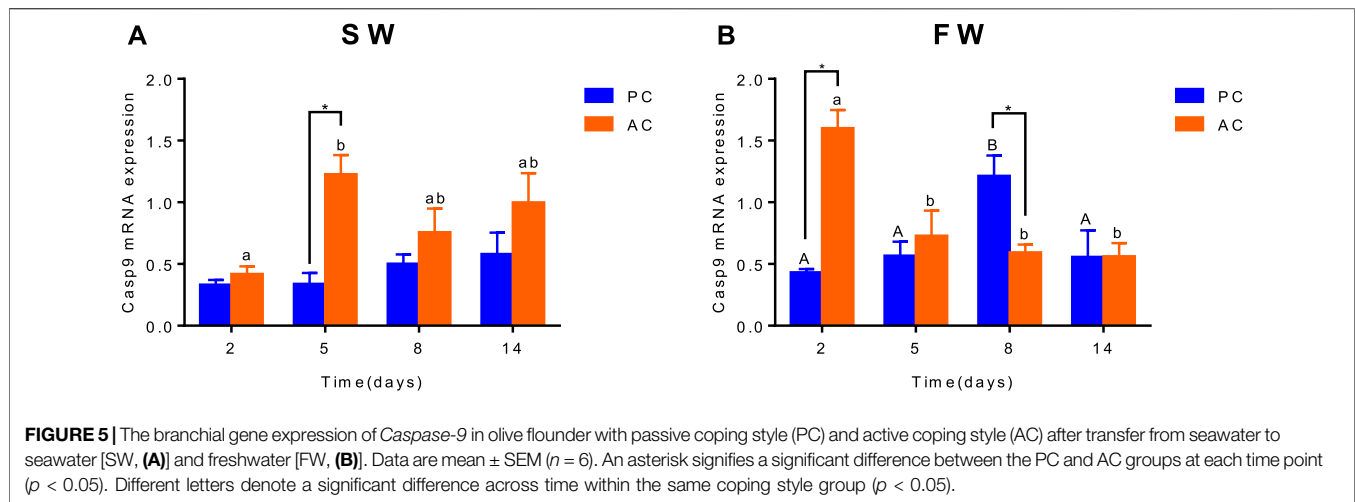 A
SW
2.0
1.5
1.0
0.5
0.0
Casp9 mRNA expression
*
a
b
ab
ab
2 5 8 14
Time(days)
PC
AC
B
FW
2.0
1.5
1.0
0.5
0.0
Casp9 mRNA expression
*
*
A
a
A
b
B
b
A
b
2 5 8 14
Time(days)
PC
AC
FIGURE 5 | The branchial gene expression of Caspase-9 in olive flounder with passive coping style (PC) and active coping style (AC) after transfer from seawater to
seawater [SW, (A)] and freshwater [FW, (B)]. Data are mean ± SEM (n = 6). An asterisk signifies a significant difference between the PC and AC groups at each time point
(p < 0.05). Different letters denote a significant difference across time within the same coping style group (p < 0.05).